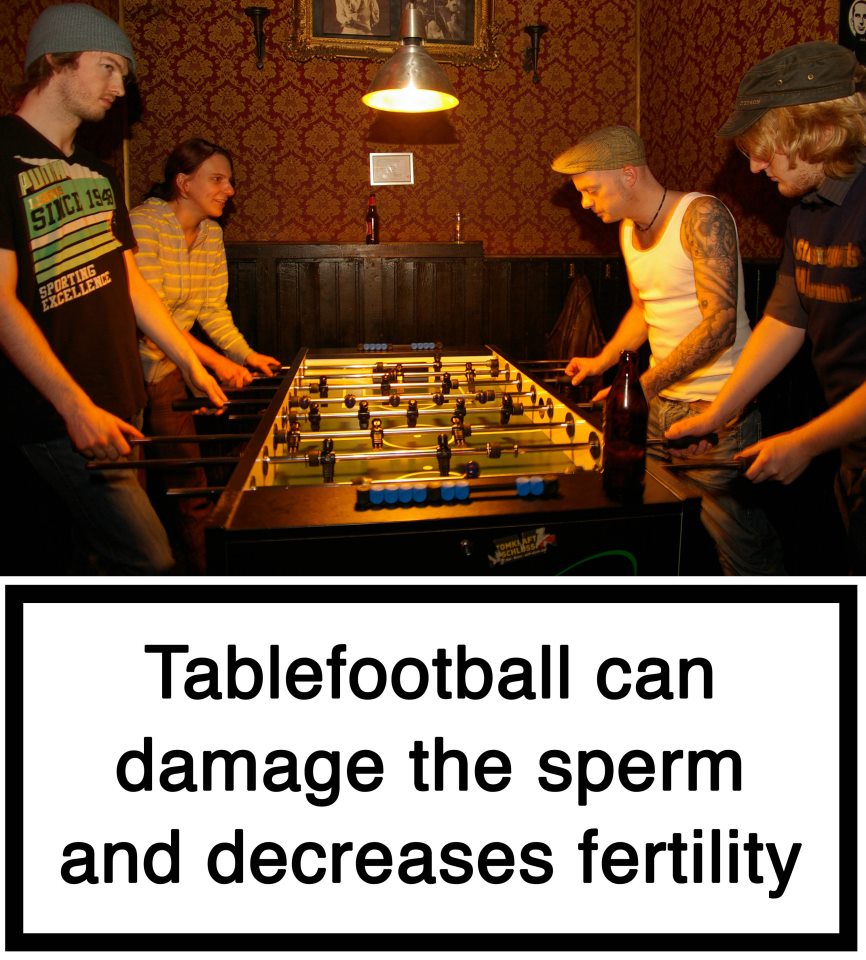 PUMA
SINCE 1948
SPORTING
EXCELLENCE
Tablefootball can
damage the sperm
and decreases fertility